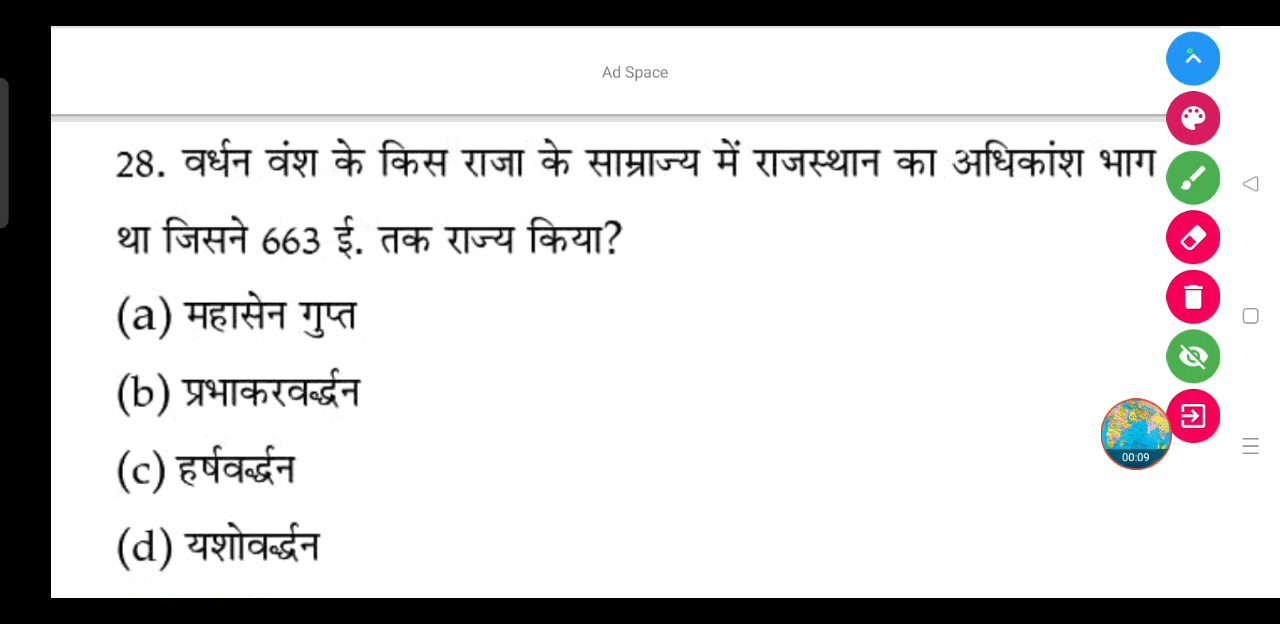 Ad Space
28. वर्धन वंश के किस राजा के साम्राज्य में राजस्थान का अधिकांश भाग
था जिसने 663 ई. तक राज्य किया?
(a) महासेन गुप्त
(b) प्रभाकरवर्द्धन
(c) हर्षवर्द्धन
(d) यशोवर्द्धन
00:09